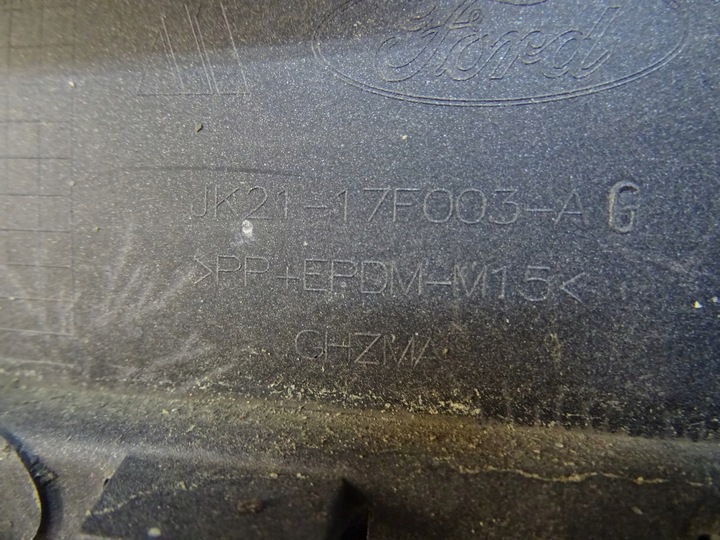 Ford
JK21-17F003-A G
>PP+EPDM-M15<
CHZMA